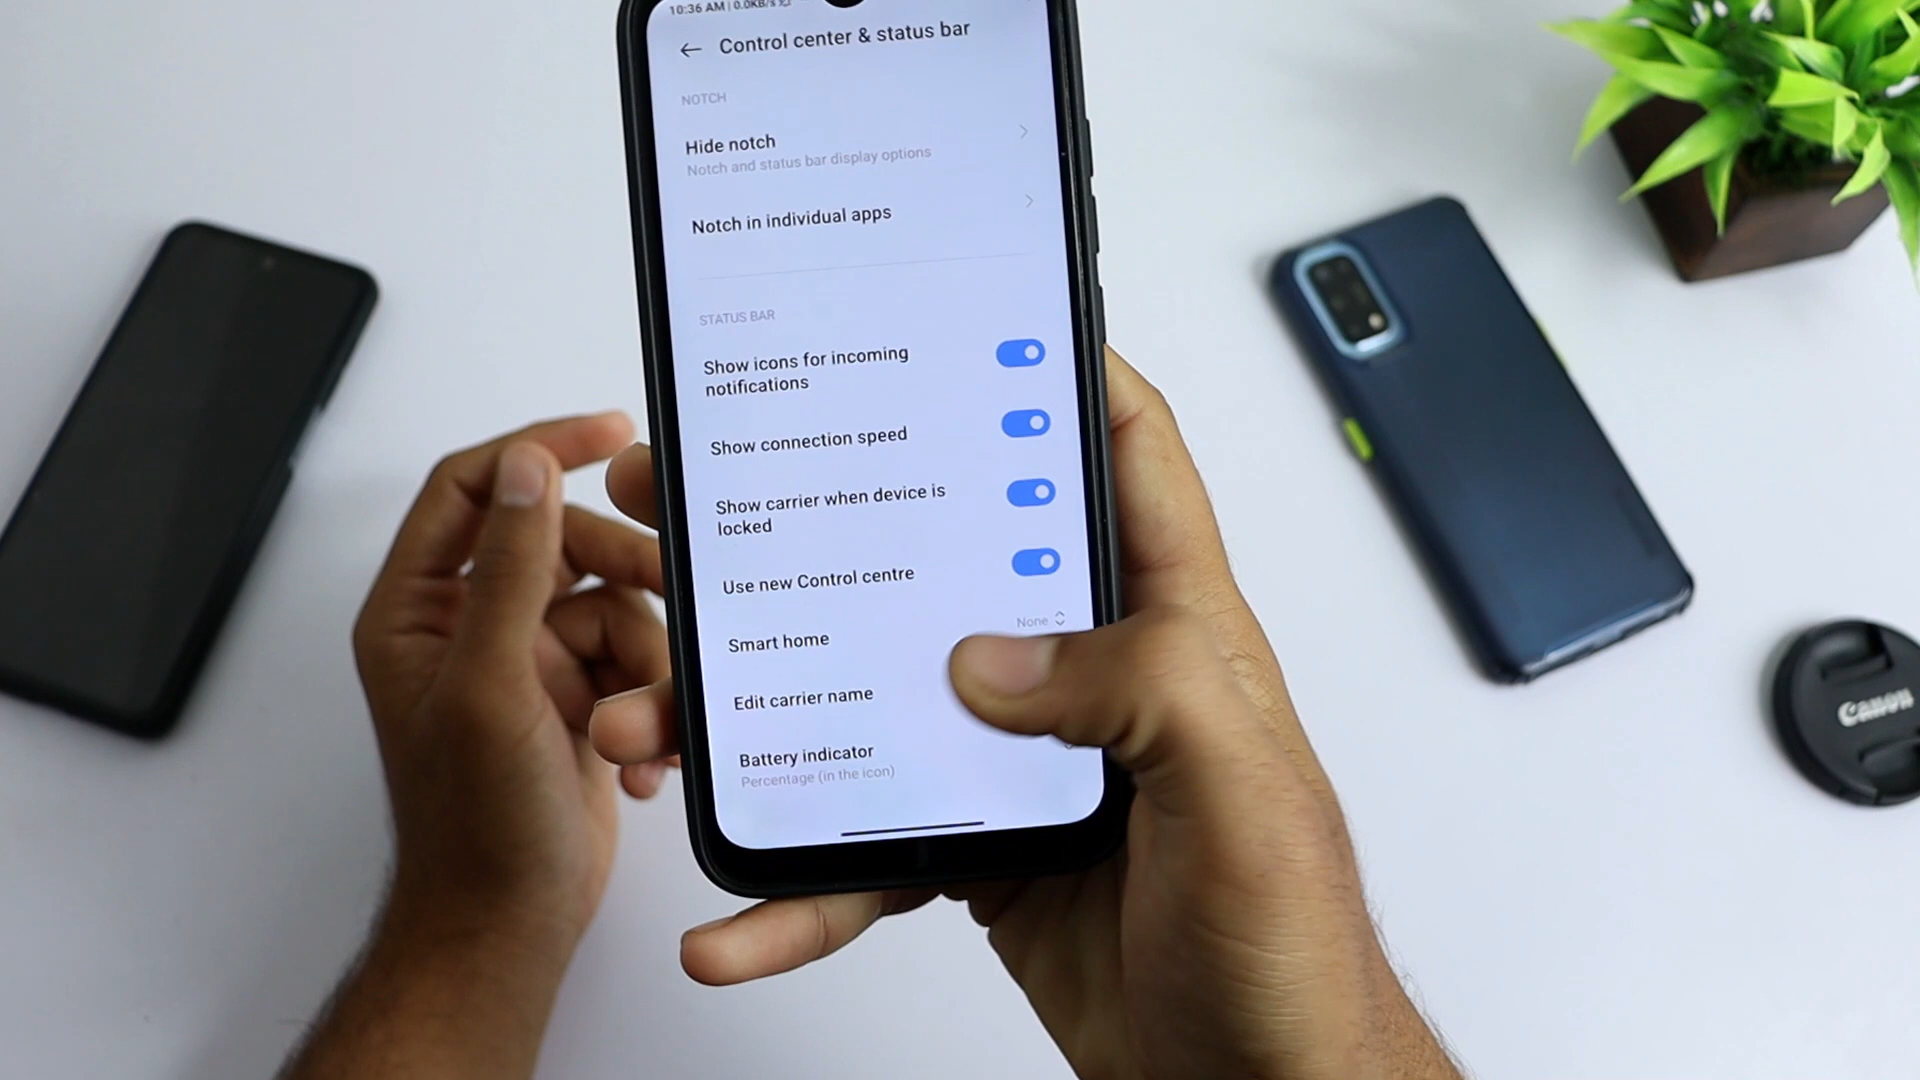 10:36 AM | 0.0KB/s
Control center & status bar
NOTCH
Hide notch
Notch and status bar display options
Notch in individual apps
STATUS BAR
Show icons for incoming
notifications
Show connection speed
Show carrier when device is
locked
Use new Control centre
None
Smart home
Edit carrier name
Battery indicator
Percentage (in the icon)
Canon